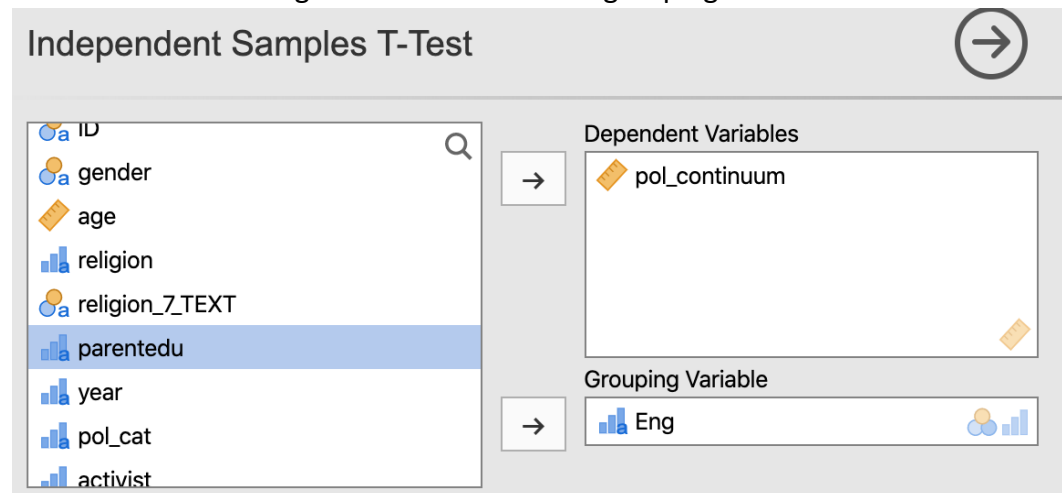 Independent Samples T-Test
ID
gender
age
religion
religion_7_TEXT
parentedu
year
pol_cat
activist
Dependent Variables
pol_continuum
Grouping Variable
Eng